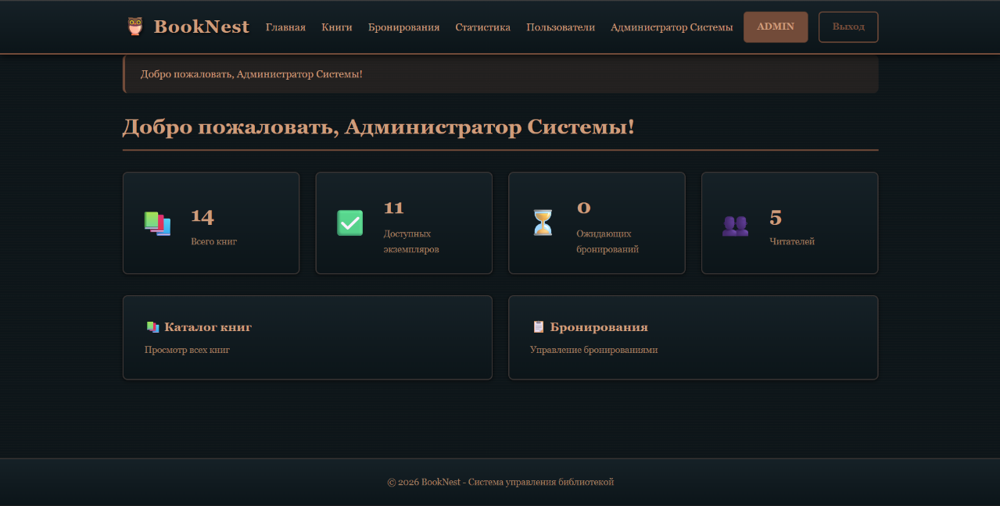 BookNest Главная Книги Бронирования Статистика Пользователи Администратор Системы ADMIN Выход
Добро пожаловать, Администратор Системы!
Добро пожаловать, Администратор Системы!
14
Всего книг
11
Доступных
экземпляров
0
Ожидающих
бронирований
5
Читателей
Каталог книг
Просмотр всех книг
Бронирования
Управление бронированиями
© 2026 BookNest - Система управления библиотекой